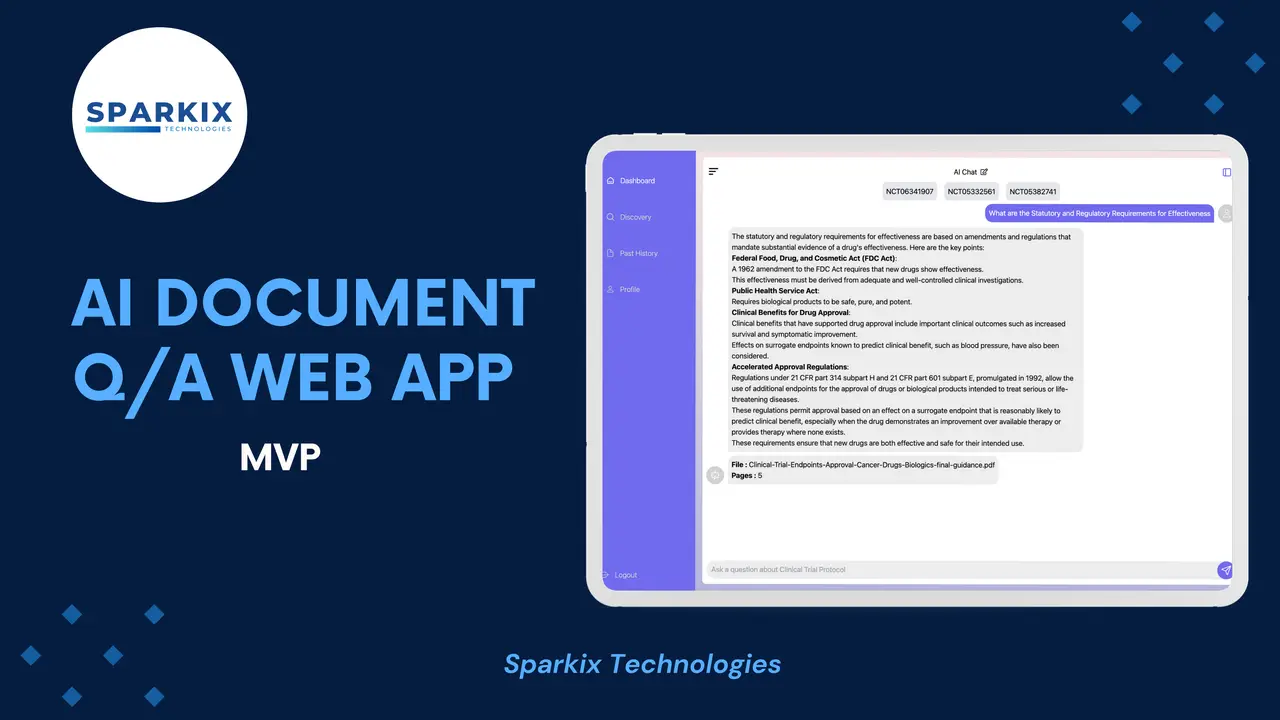 SPARKIX
TECHNOLOGIES
AI DOCUMENT
Q/A WEB APP
MVP
Dashboard
Discovery
Past History
Profile
Logout
AI Chat
NCT06341907 NCT05332561 NCT05382741
What are the Statutory and Regulatory Requirements for Effectiveness
The statutory and regulatory requirements for effectiveness are based on amendments and regulations that
mandate substantial evidence of a drug's effectiveness. Here are the key points:
Federal Food, Drug, and Cosmetic Act (FDC Act):
A 1962 amendment to the FDC Act requires that new drugs show effectiveness.
This effectiveness must be derived from adequate and well-controlled clinical investigations.
Public Health Service Act:
Requires biological products to be safe, pure, and potent.
Clinical Benefits for Drug Approval:
Clinical benefits that have supported drug approval include important clinical outcomes such as increased
survival and symptomatic improvement.
Effects on surrogate endpoints known to predict clinical benefit, such as blood pressure, have also been
considered.
Accelerated Approval Regulations:
Regulations under 21 CFR part 314 subpart H and 21 CFR part 601 subpart E, promulgated in 1992, allow the
use of additional endpoints for the approval of drugs or biological products intended to treat serious or life-
threatening diseases.
These regulations permit approval based on an effect on a surrogate endpoint that is reasonably likely to
predict clinical benefit, especially when the drug demonstrates an improvement over available therapy or
provides therapy where none exists.
These requirements ensure that new drugs are both effective and safe for their intended use.
File : Clinical-Trial-Endpoints-Approval-Cancer-Drugs-Biologics-final-guidance.pdf
Pages : 5
Ask a question about Clinical Trial Protocol
Sparkix Technologies